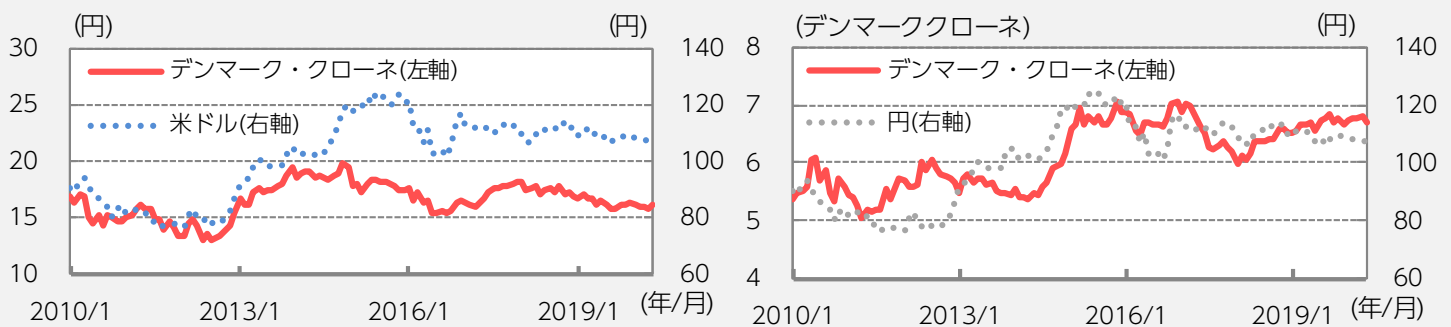 (円) (円)
30 140
デンマーク・クローネ(左軸)
25 120
米ドル(右軸)
20 100
15 80
10 60
2010/1 2013/1 2016/1 2019/1 (年/月)
(デンマーククローネ) (円)
8 140
デンマーク・クローネ(左軸)
7 120
円(右軸)
6 100
5 80
4 60
2010/1 2013/1 2016/1 2019/1 (年/月)